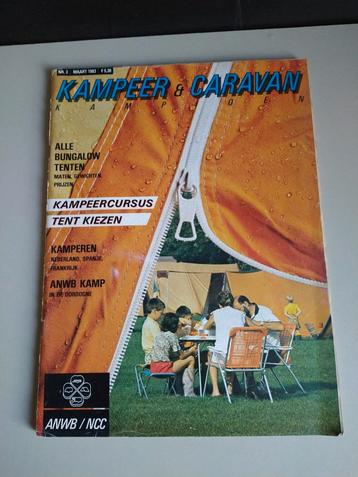 NR. 3 MAART 1983 F 5,30
KAMPEER & CARAVAN
KAMPIOEN
ALLE
BUNGALOW
TENTEN
MATEN, GEWICHTEN,
PRIJZEN
KAMPEERCURSUS
TENT KIEZEN
KAMPEREN
NEDERLAND, SPANJE,
FRANKRIJK
ANWB KAMP
IN DE DORDOGNE
ANWB / NCC